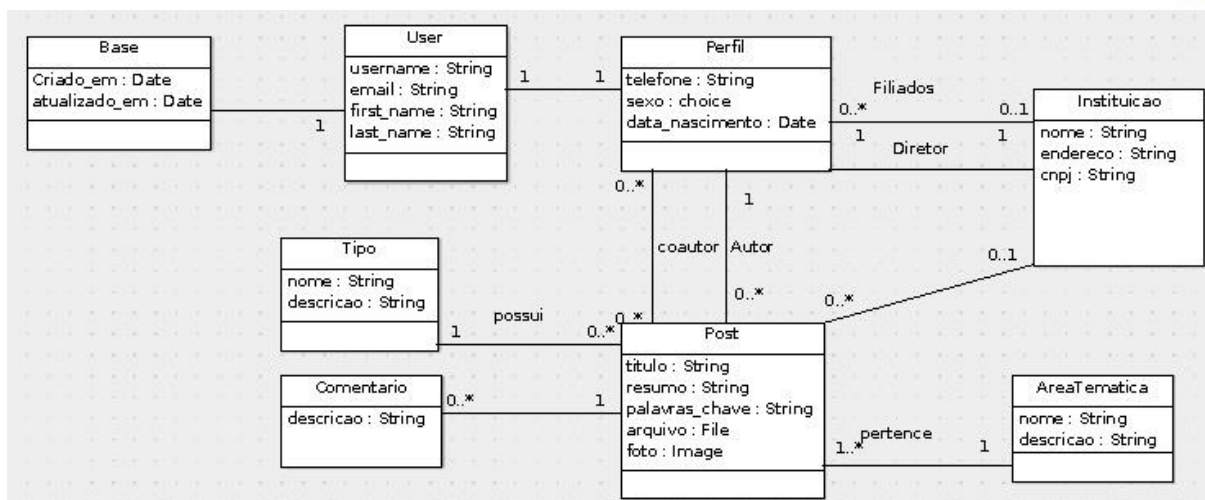 Base
Criado_em : Date
atualizado_em : Date
1
User
username : String
email : String
first_name : String
last_name : String
1
1
Perfil
telefone : String
sexo : choice
data_nascimento : Date
Filiados
0..*
0..1
1
1
Diretor
Instituicao
nome : String
endereco : String
cnpj : String
0..*
1
coautor
Autor
0..*
0..*
0..1
0..*
Tipo
nome : String
descricao : String
possui
1
0..*
Comentario
descricao : String
0..*
1
Post
titulo : String
resumo : String
palavras_chave : String
arquivo : File
foto : Image
pertence
1..*
1
AreaTematica
nome : String
descricao : String